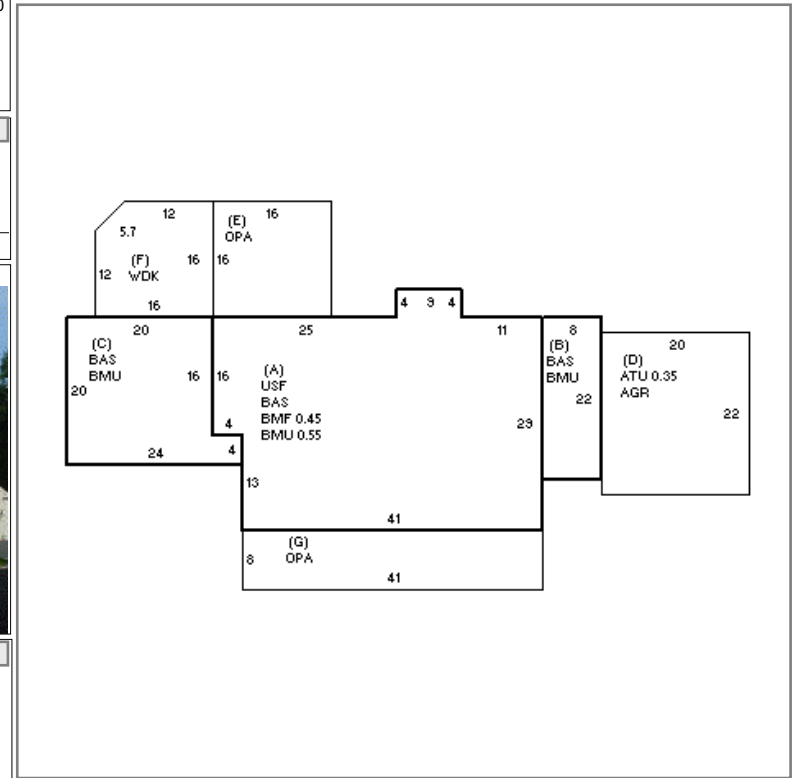 12
(E)
16
OPA
5.7
(F)
WDK
16
16
12
16
4
9
4
20
25
11
8
(C)
BAS
BMU
16
16
20
24
4
4
(A)
USF
BAS
BMF 0.45
BMU 0.55
29
(B)
BAS
BMU
22
20
(D)
ATU 0.35
AGR
22
13
41
(G)
OPA
8
41